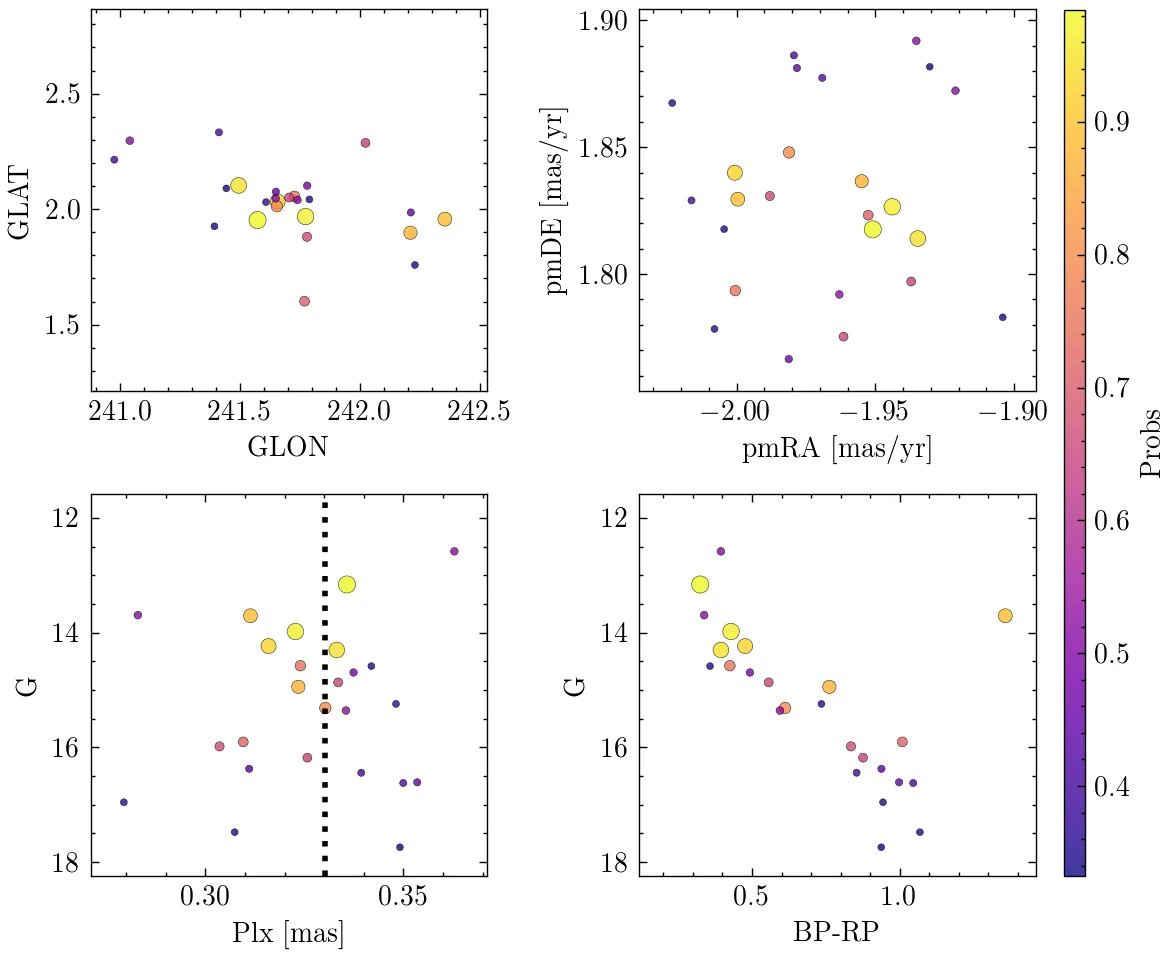 2.5
2.0
1.5
GLAT
241.0 241.5 242.0 242.5
GLON
1.90
1.85
1.80
pmDE [mas/yr]
−2.00 −1.95 −1.90
pmRA [mas/yr]
0.9
0.8
0.7
0.6
0.5
0.4
Probs
12
14
16
18
G
0.30 0.35
Plx [mas]
12
14
16
18
G
0.5 1.0
BP-RP